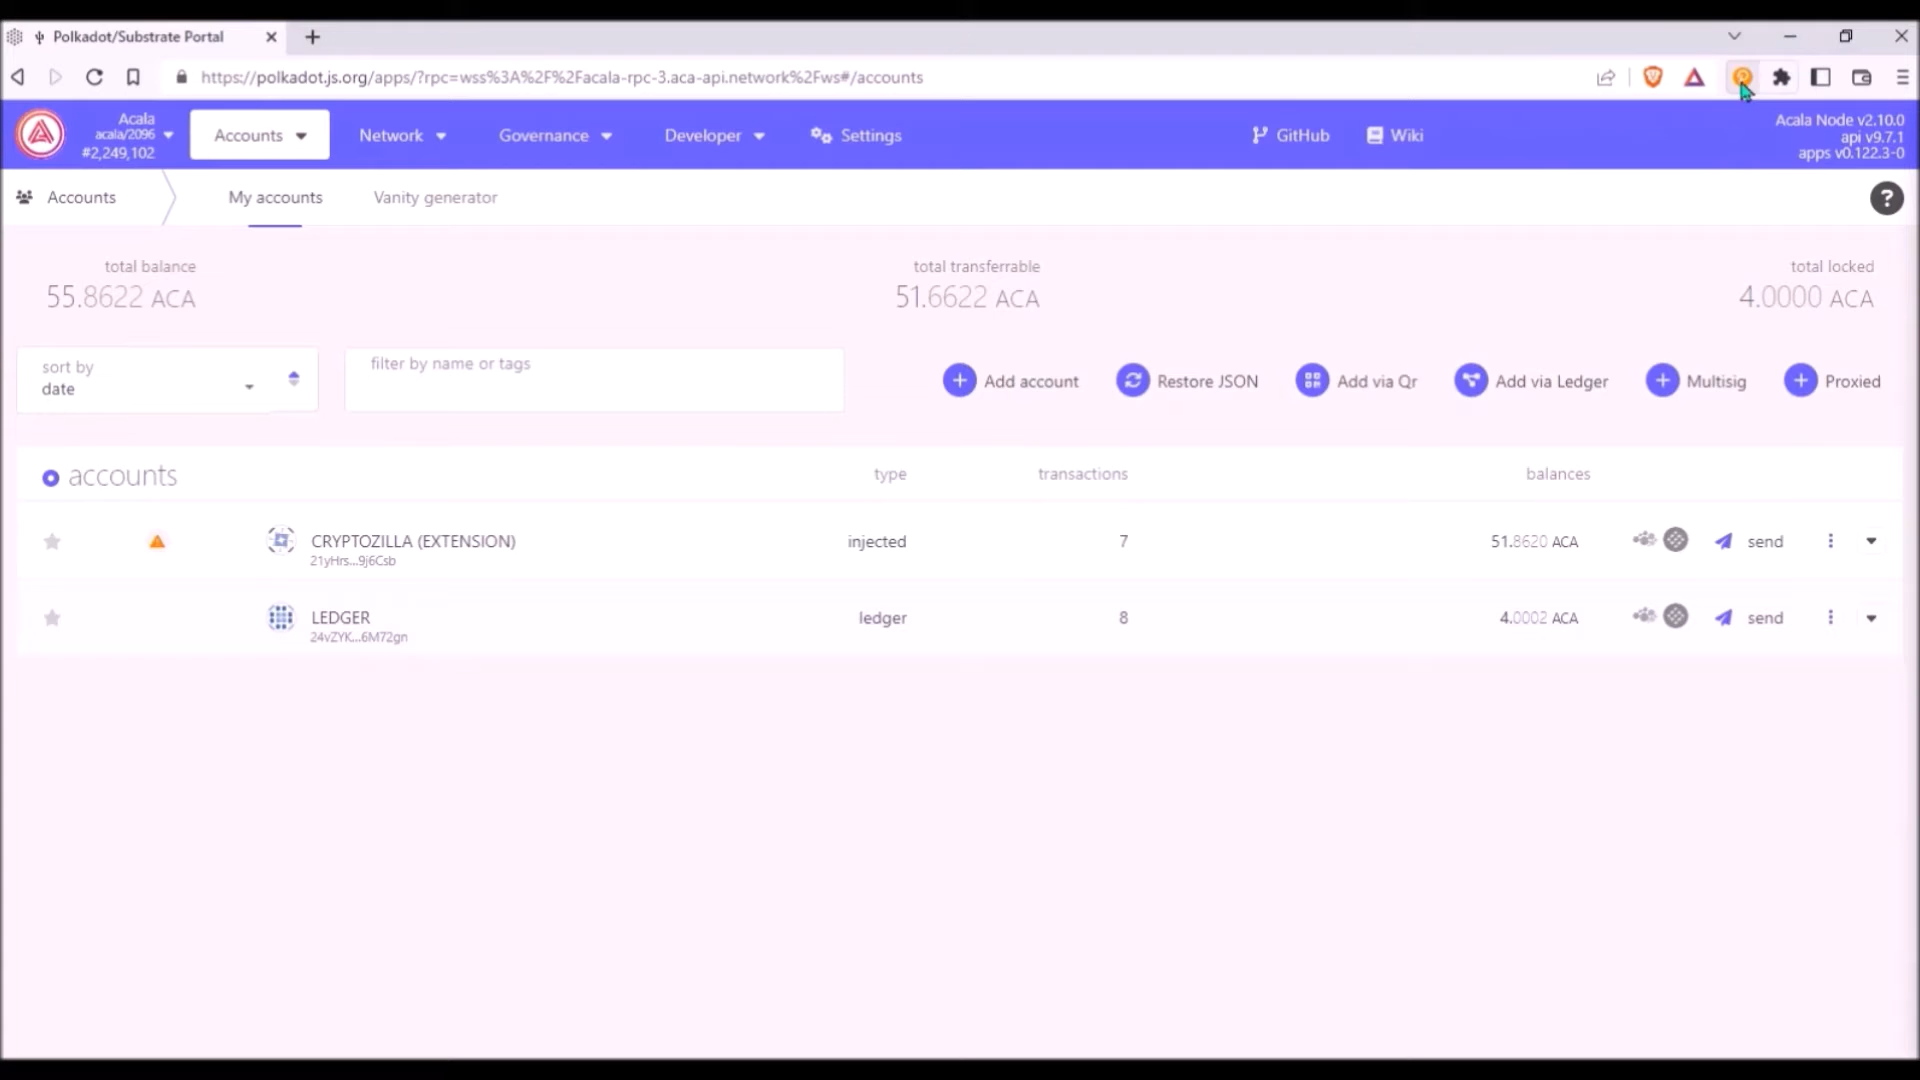 Polkadot/Substrate Portal
https://polkadot.js.org/apps/?rpc=wss%3A%2F%2Facala-rpc-3.aca-api.network%2Fws#/accounts
Acala
acala/2096
#2,249,102
Accounts
Network
Governance
Developer
Settings
GitHub
Wiki
Acala Node v2.10.0
api v9.7.1
apps v0.122.3-0
Accounts
My accounts
Vanity generator
?
total balance
55.8622 ACA
total transferrable
51.6622 ACA
total locked
4.0000 ACA
sort by
date
filter by name or tags
Add account
Restore JSON
Add via Qr
Add via Ledger
Multisig
Proxied
accounts type transactions balances
CRYPTOZILLA (EXTENSION) injected 7 51.8620 ACA send
21yHrs...9j6Csb
LEDGER ledger 8 4.0002 ACA send
24vZYK...6M72gn